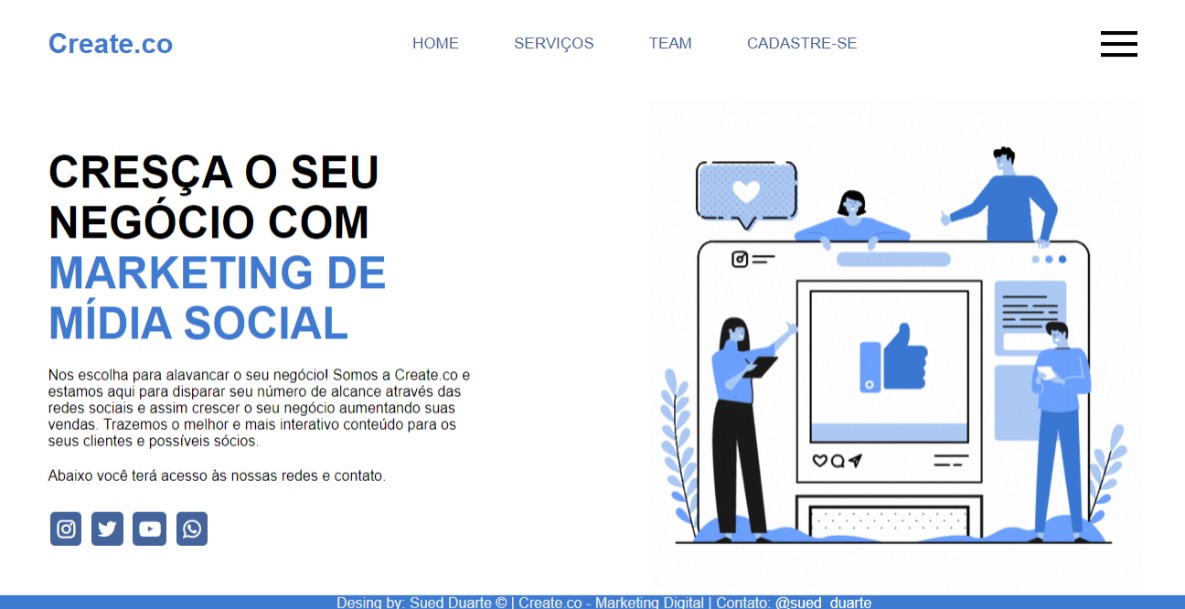 Create.co
HOME SERVIÇOS TEAM CADASTRE-SE
CRESÇA O SEU
NEGÓCIO COM
MARKETING DE
MÍDIA SOCIAL
Nos escolha para alavancar o seu negócio! Somos a Create.co e
estamos aqui para disparar seu número de alcance através das
redes sociais e assim crescer o seu negócio aumentando suas
vendas. Trazemos o melhor e mais interativo conteúdo para os
seus clientes e possíveis sócios.
Abaixo você terá acesso às nossas redes e contato.
Desing by: Sued Duarte © | Create.co - Marketing Digital | Contato: @sued_duarte